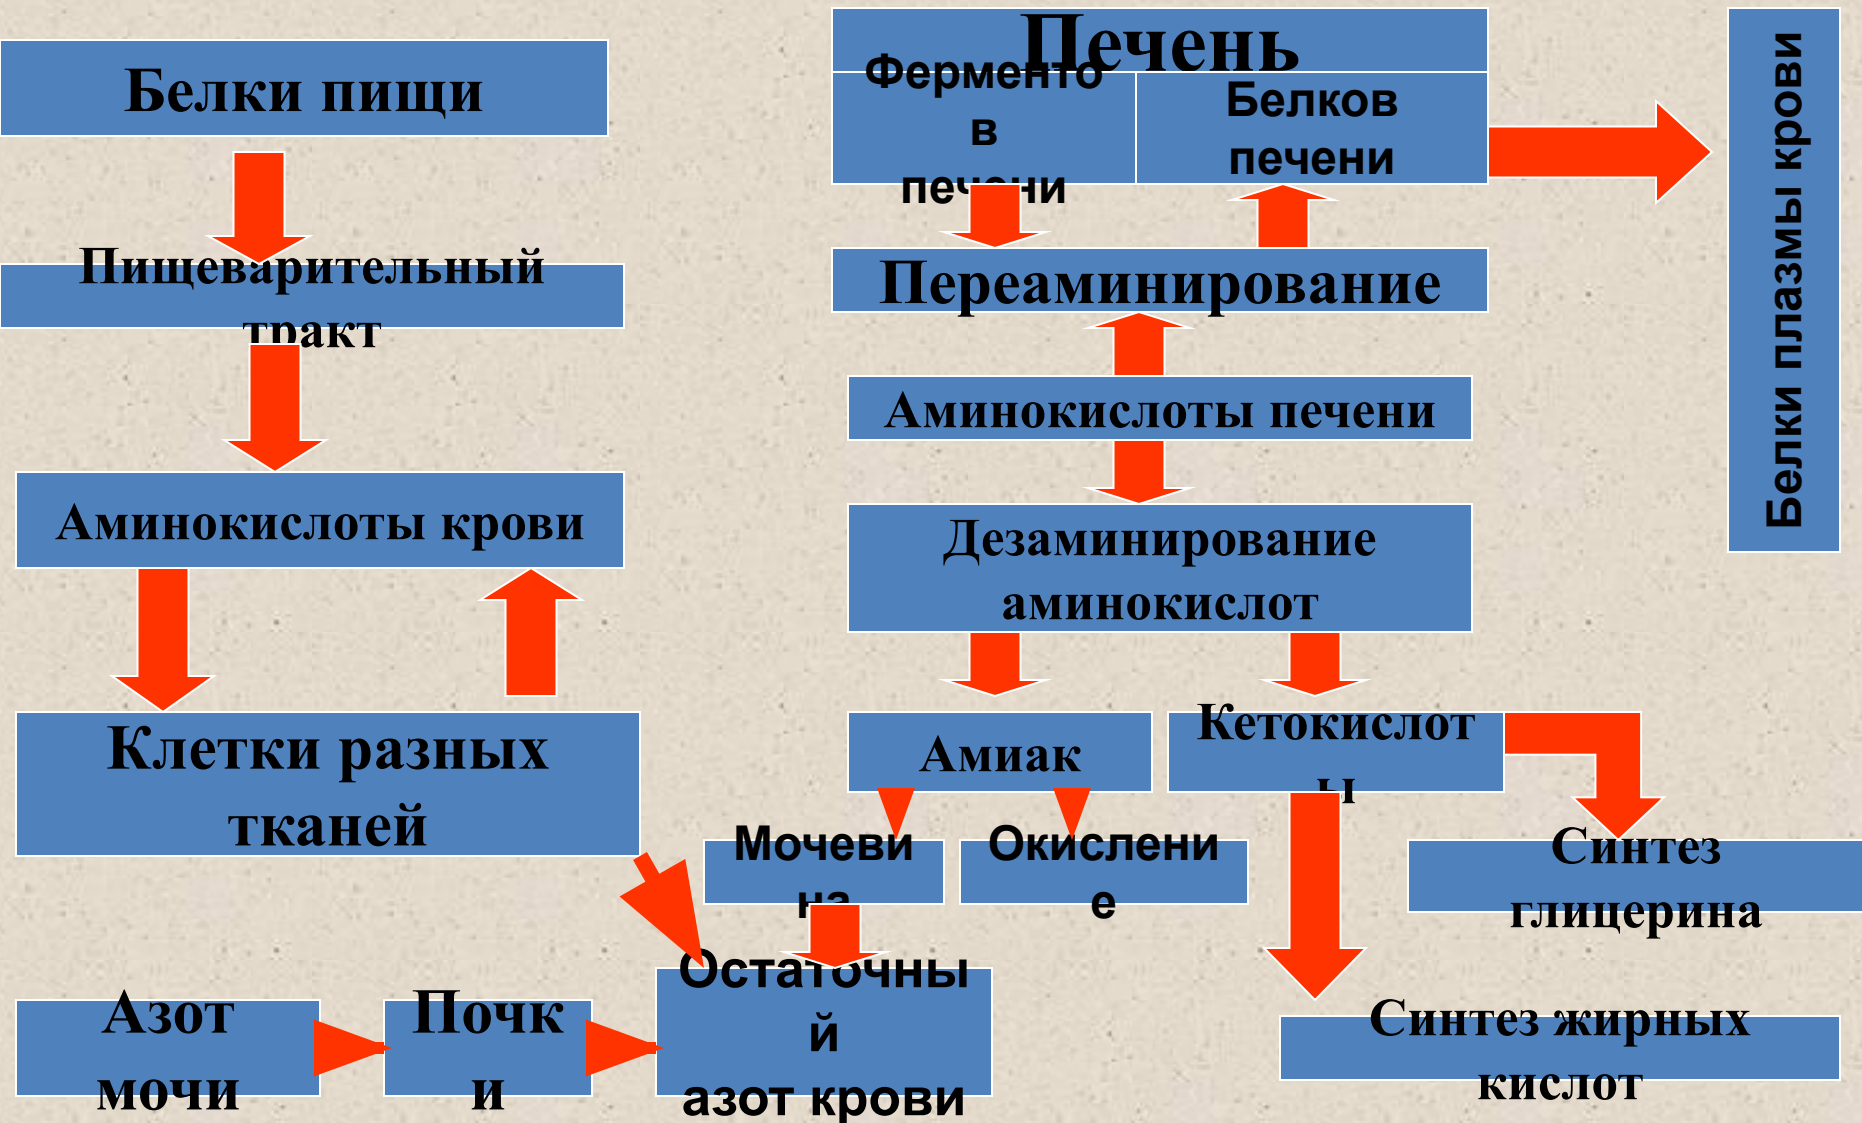 Белки пищи
Пищеварительный
тракт
Аминокислоты крови
Клетки разных
тканей
Азот
мочи
Почк
и
Остаточны
й
азот крови
Печень
Ферменто
в
печени
Белков
печени
Переаминирование
Аминокислоты печени
Дезаминирование
аминокислот
Амиак
Кетокислот
ы
Мочеви
на
Окислени
е
Синтез
глицерина
Синтез жирных
кислот
Белки плазмы крови